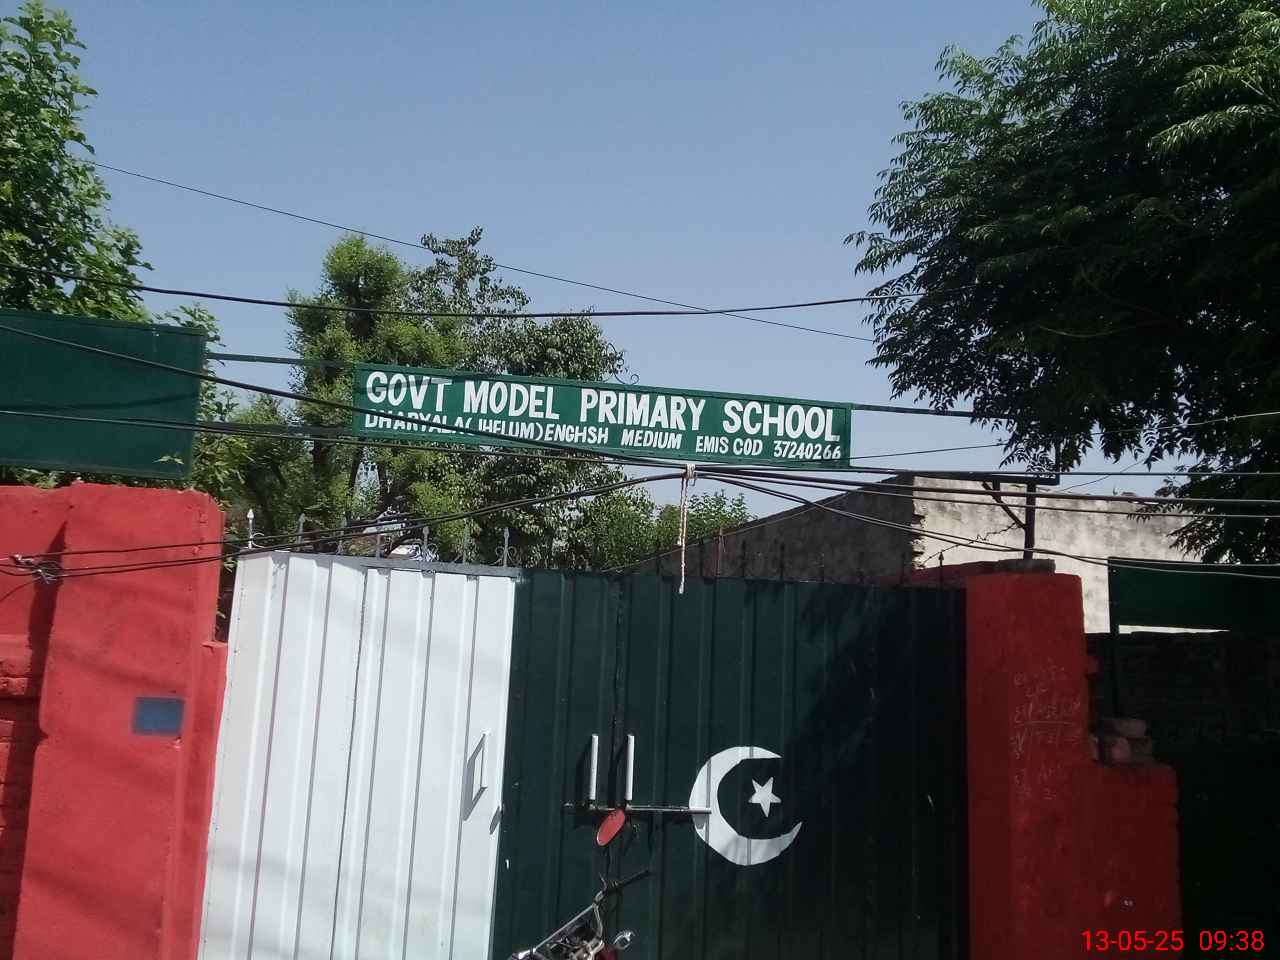 GOVT MODEL PRIMARY SCHOOL
DHARYALA(JHELUM)ENGHSH MEDIUM EMIS COD 37240266
13-05-25 09:38